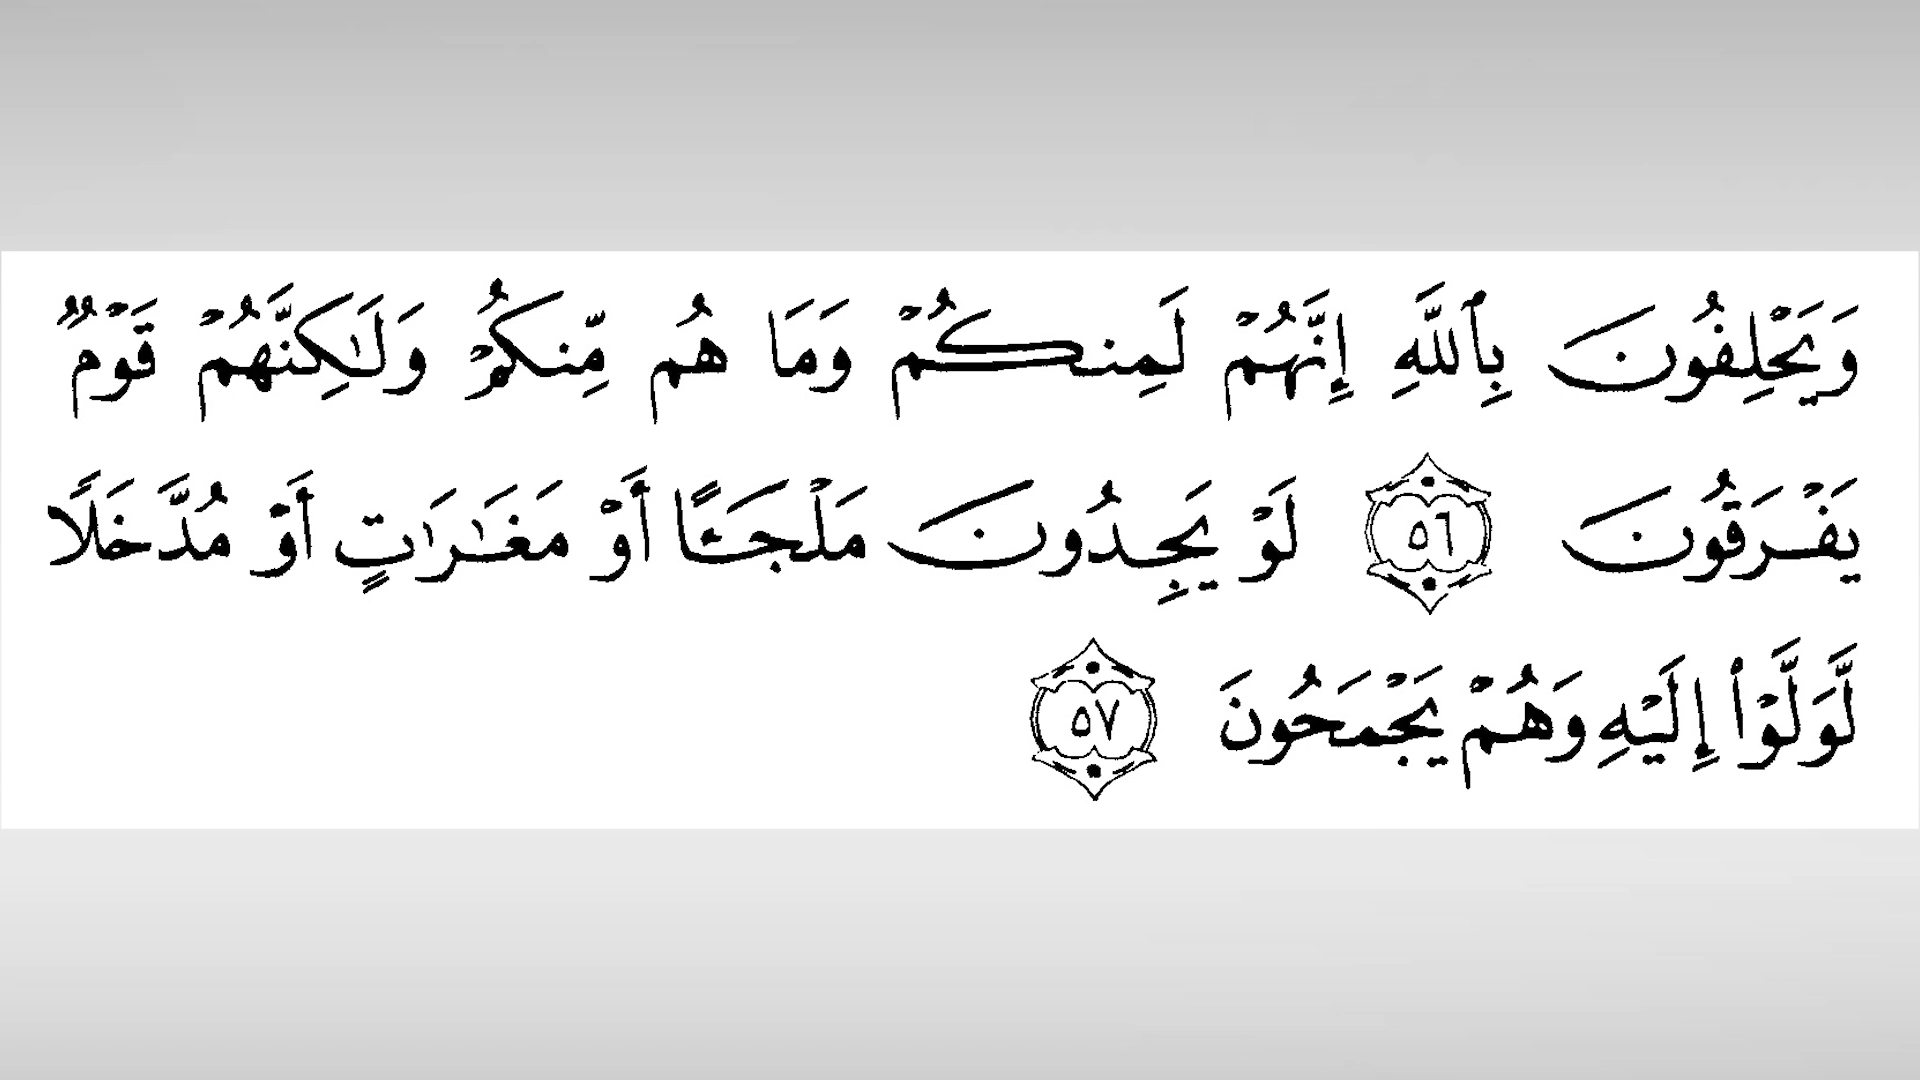 وَيَحْلِفُونَ بِٱللَّهِ إِنَّهُمْ لَمِنكُمْ وَمَا هُم مِّنكُمْ وَلَـٰكِنَّهُمْ قَوْمٌ
يَفْرَقُونَ ٥٦ لَوْ يَجِدُونَ مَلْجَـًٔا أَوْ مَغَـٰرَٰتٍ أَوْ مُدَّخَلًا
لَّوَلَّوْا۟ إِلَيْهِ وَهُمْ يَجْمَحُونَ ٥٧